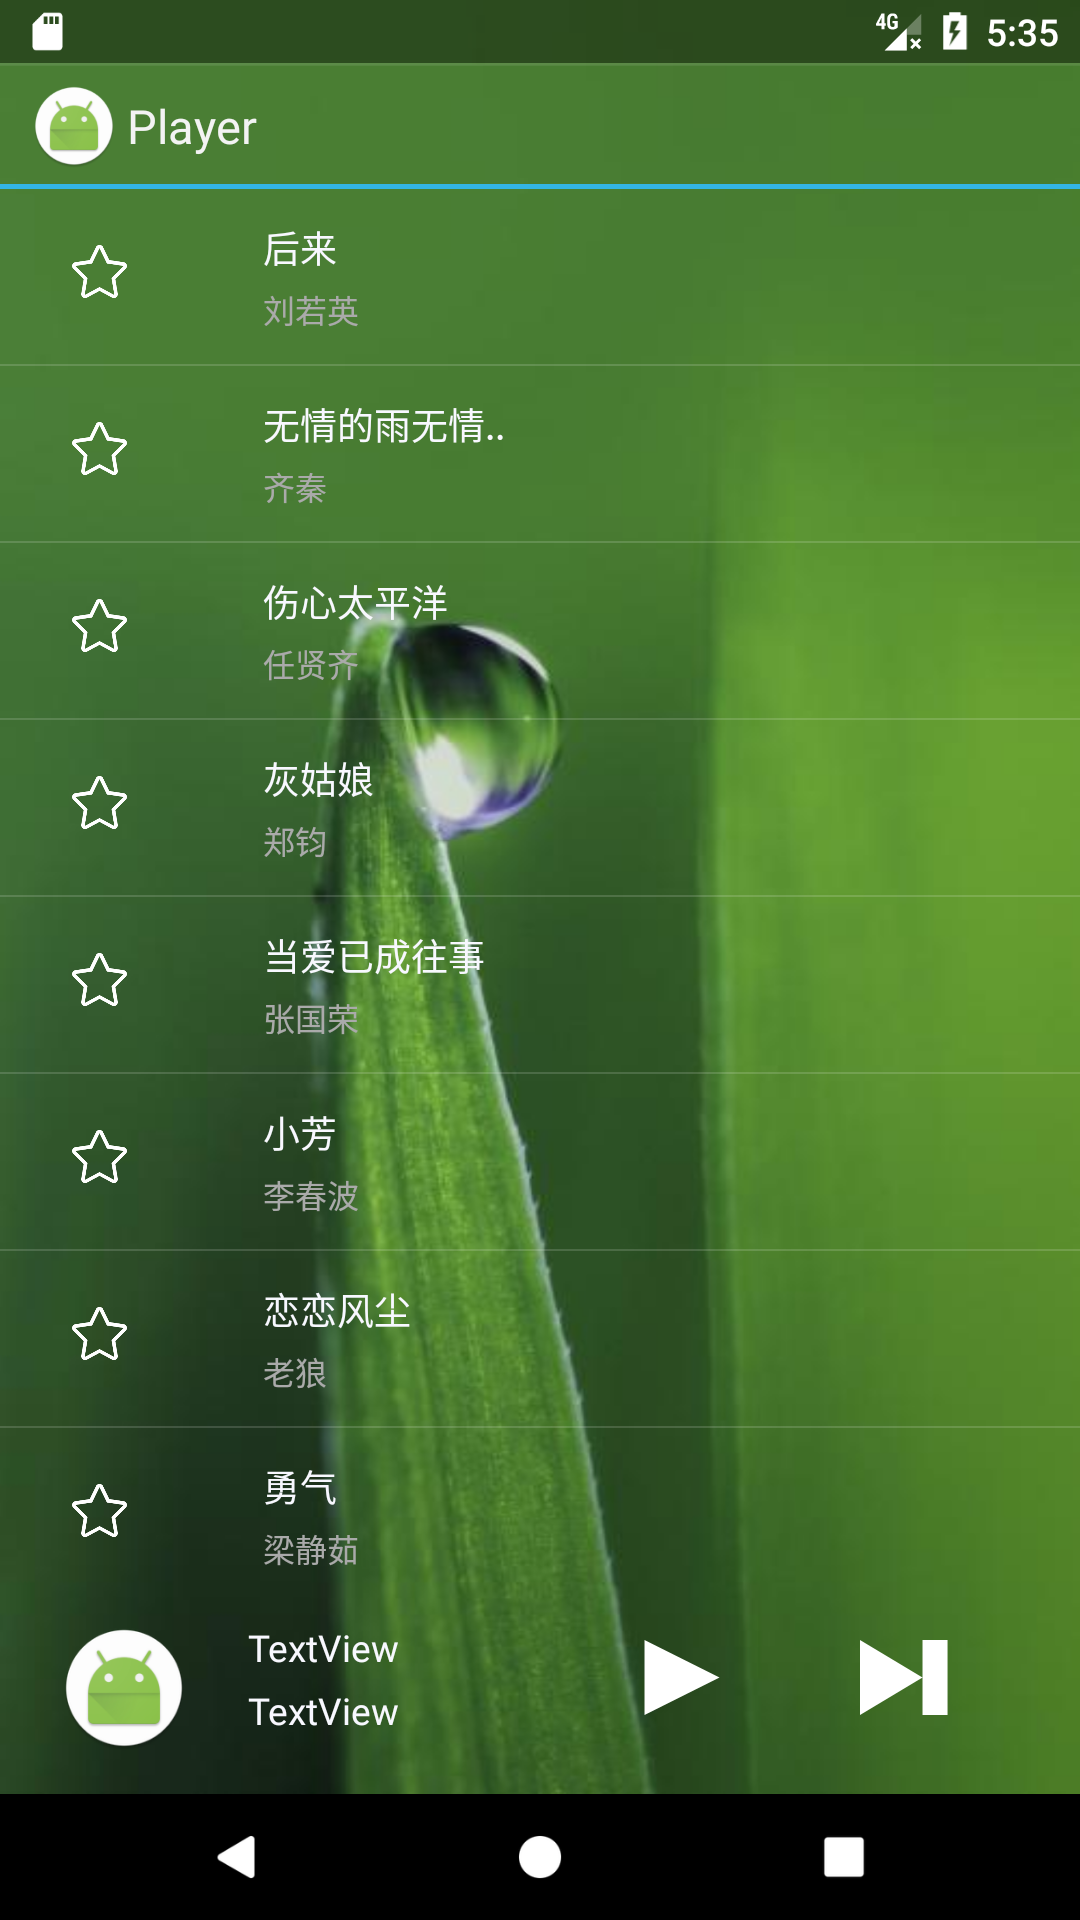 4G
5:35
Player
后来
刘若英
无情的雨无情..
齐秦
伤心太平洋
任贤齐
灰姑娘
郑钧
当爱已成往事
张国荣
小芳
李春波
恋恋风尘
老狼
勇气
梁静茹
TextView
TextView